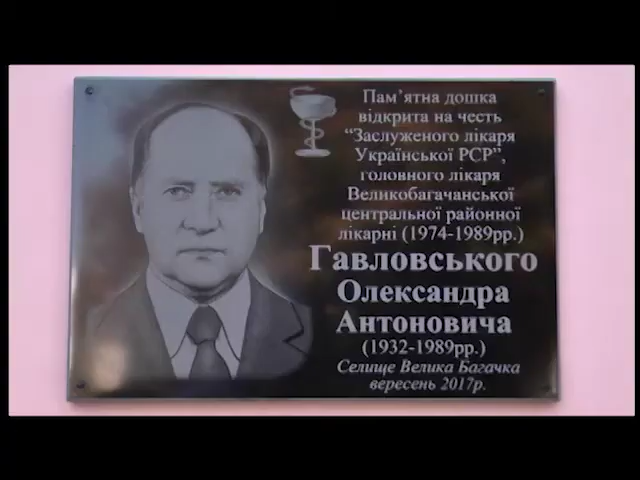 Пам’ятна дошка
відкрита на честь
“Заслуженого лікаря
Української РСР”,
головного лікаря
Великобагачанської
центральної районної
лікарні (1974-1989рр.)
Гавловського
Олександра
Антоновича
(1932-1989рр.)
Селище Велика Багачка
вересень 2017р.